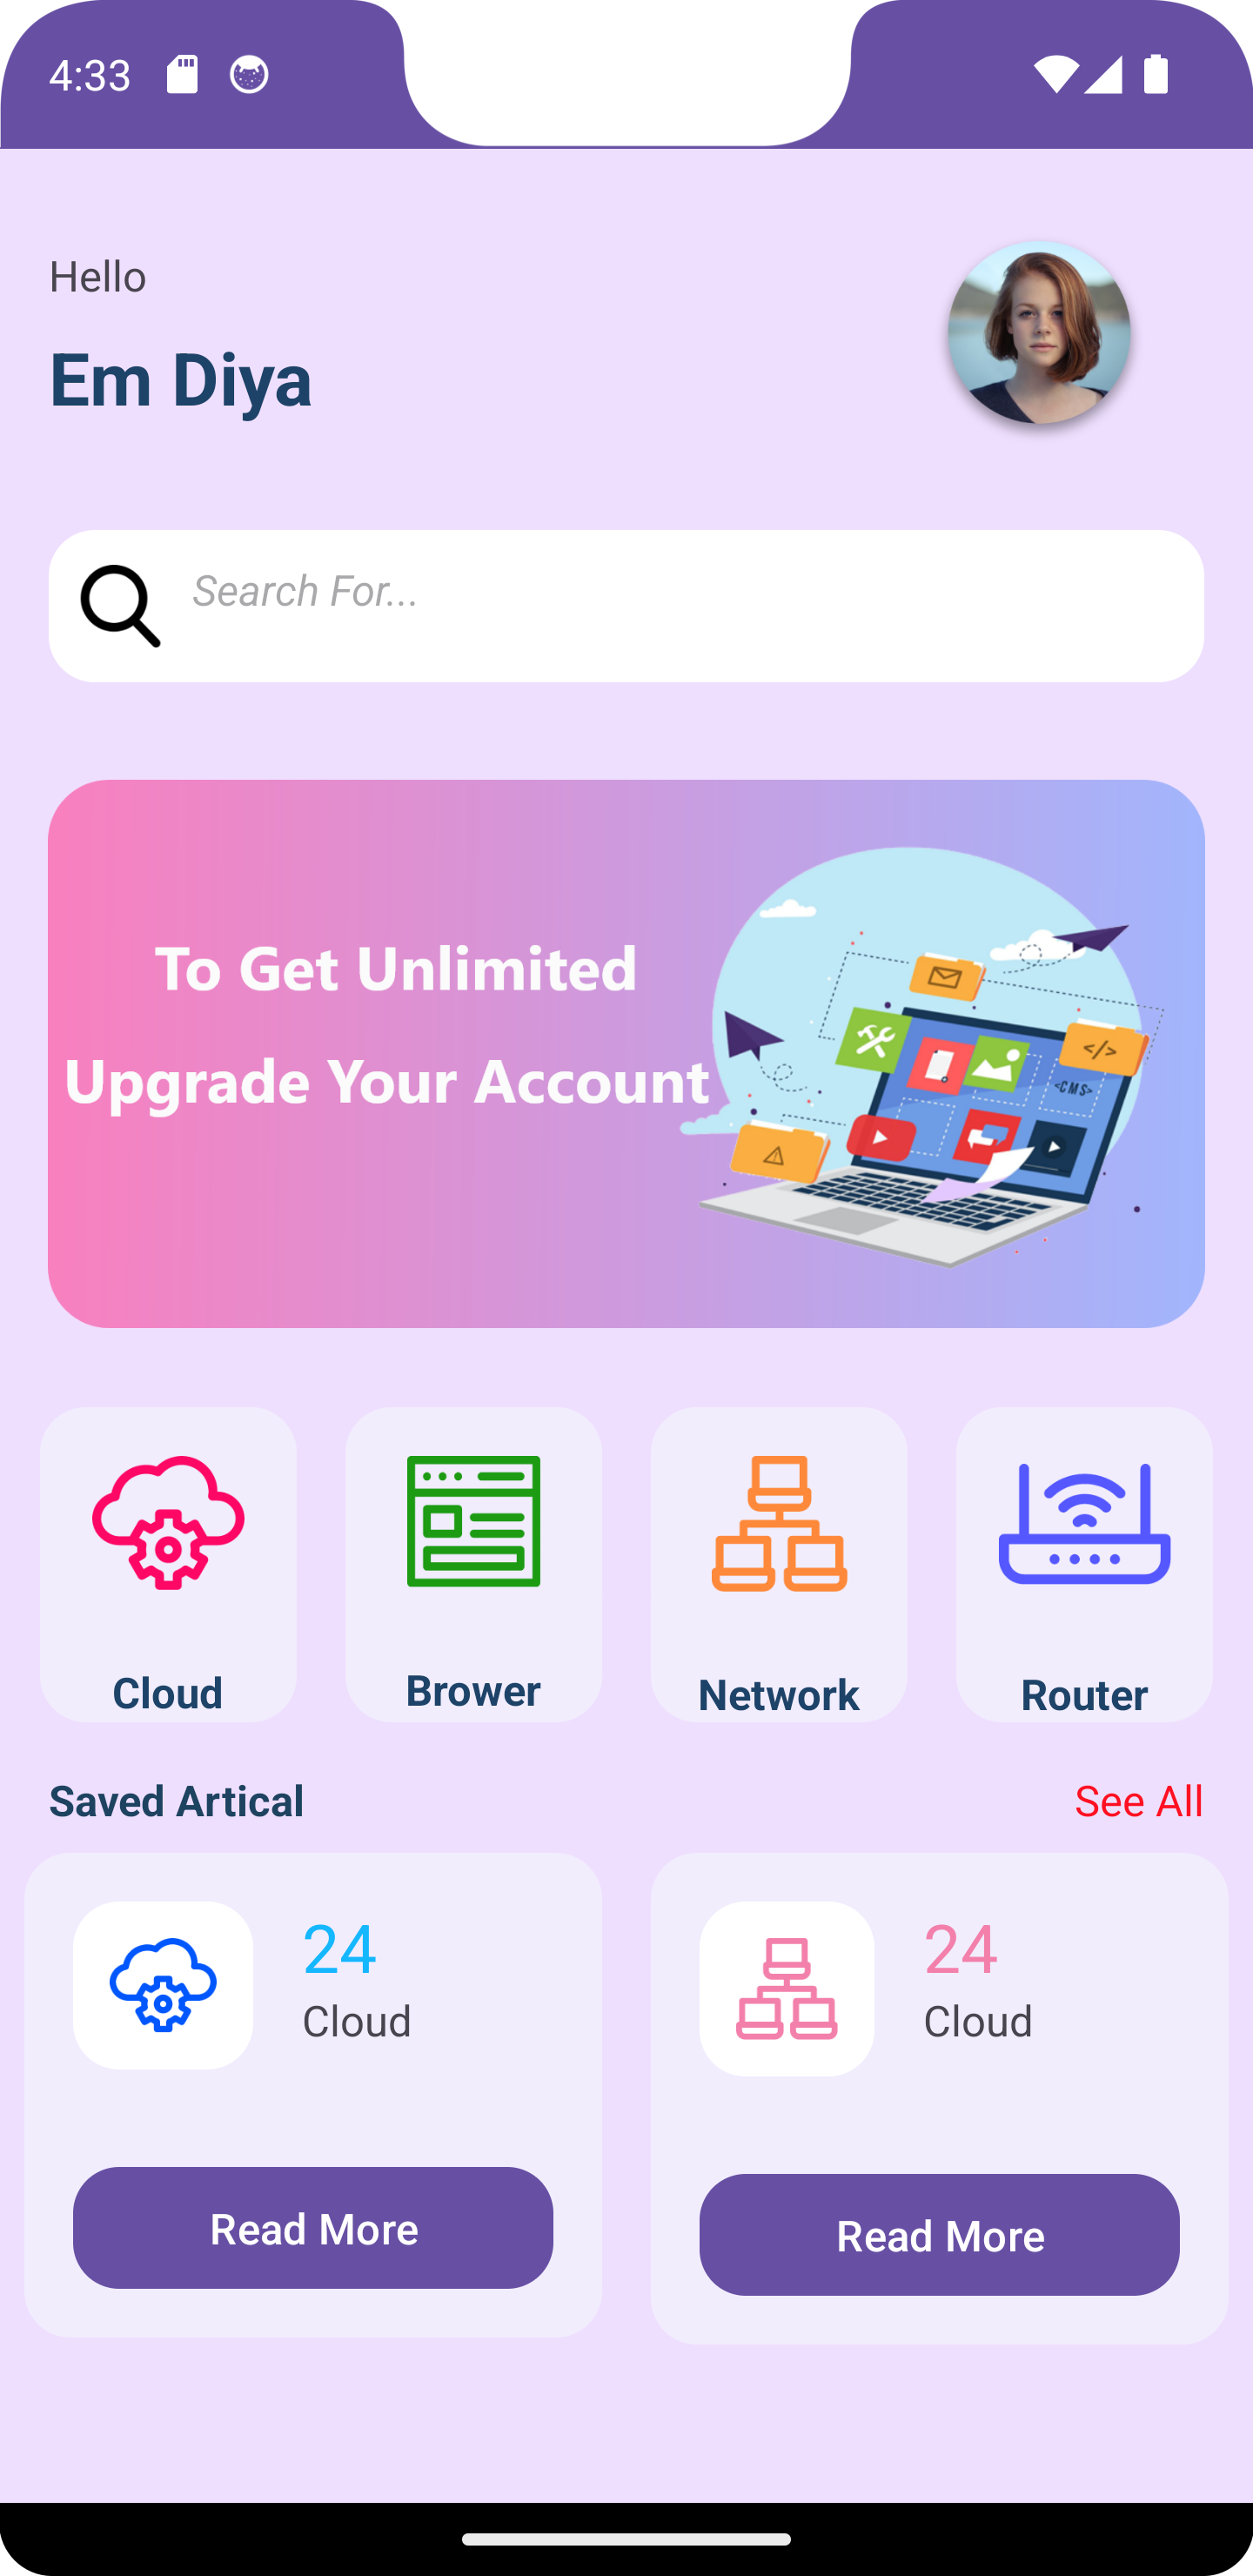 4:33
Hello
Em Diya
Search For...
To Get Unlimited
Upgrade Your Account
</>
<CMS>
Cloud
Brower
Network
Router
Saved Artical
See All
24
Cloud
24
Cloud
Read More
Read More